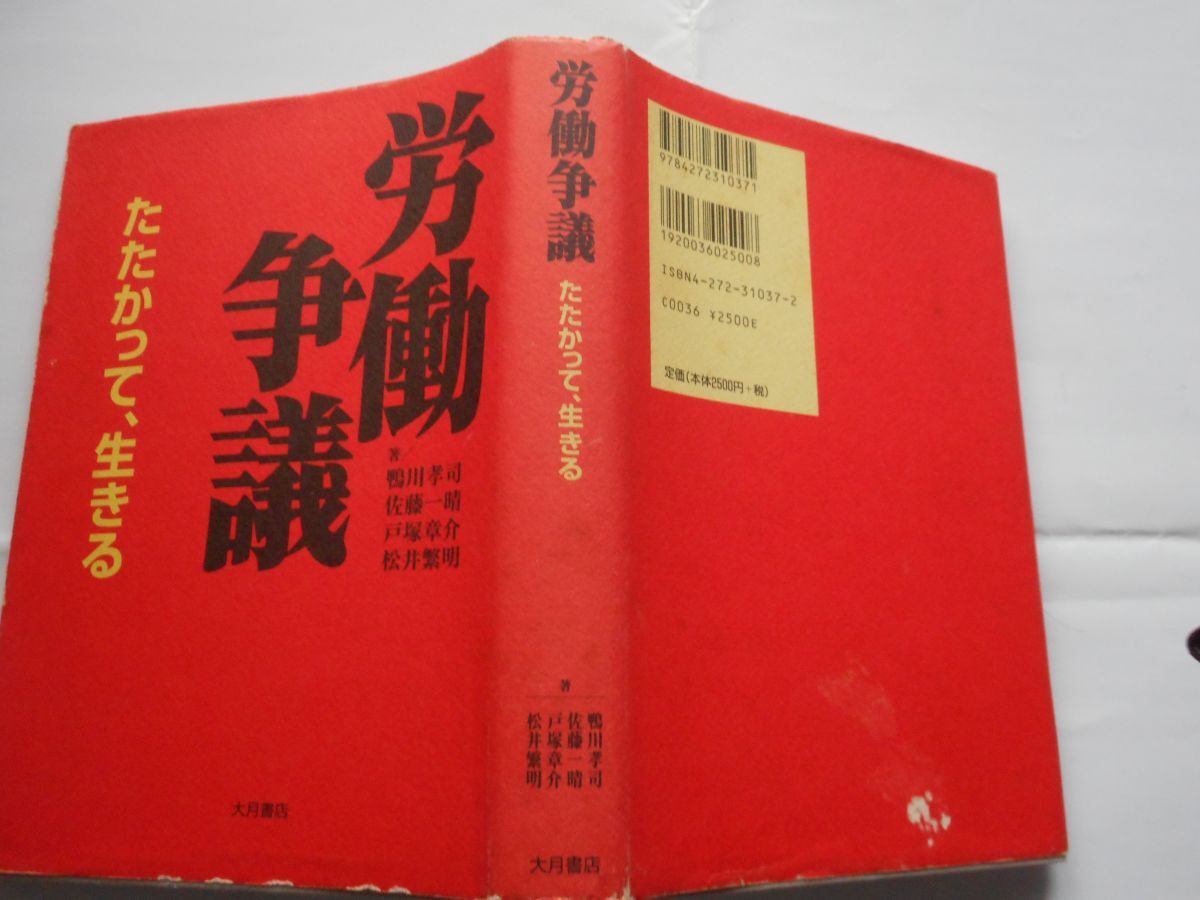 労働
争議
たたかって、生きる
著
鴨川孝司
佐藤一晴
戸塚章介
松井繁明
大月書店
労働争議
たたかって、生きる
著
鴨川孝司
佐藤一晴
戸塚章介
松井繁明
大月書店
9784272310371
1920036025008
ISBN4-272-31037-2
C0036 ¥2500E
定価(本体2500円+税)